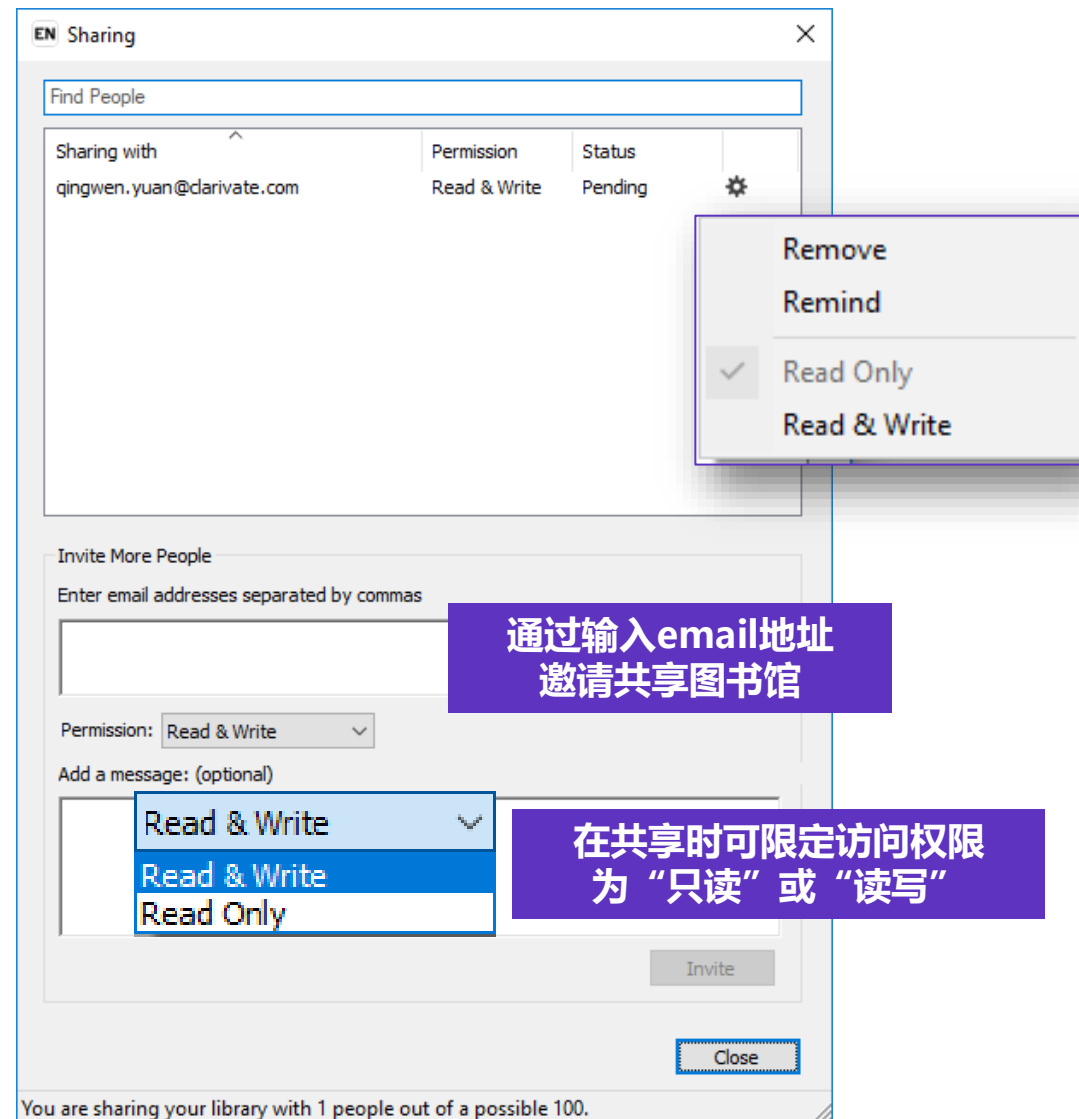 EN Sharing
Find People
Sharing with Permission Status
qingwen.yuan@clarivate.com Read & Write Pending
Remove
Remind
Read Only
Read & Write
Invite More People
Enter email addresses separated by commas
通过输入email地址
邀请共享图书馆
Permission: Read & Write
Add a message: (optional)
Read & Write
Read & Write
Read Only
在共享时可限定访问权限
为“只读”或“读写”
Invite
Close
You are sharing your library with 1 people out of a possible 100.